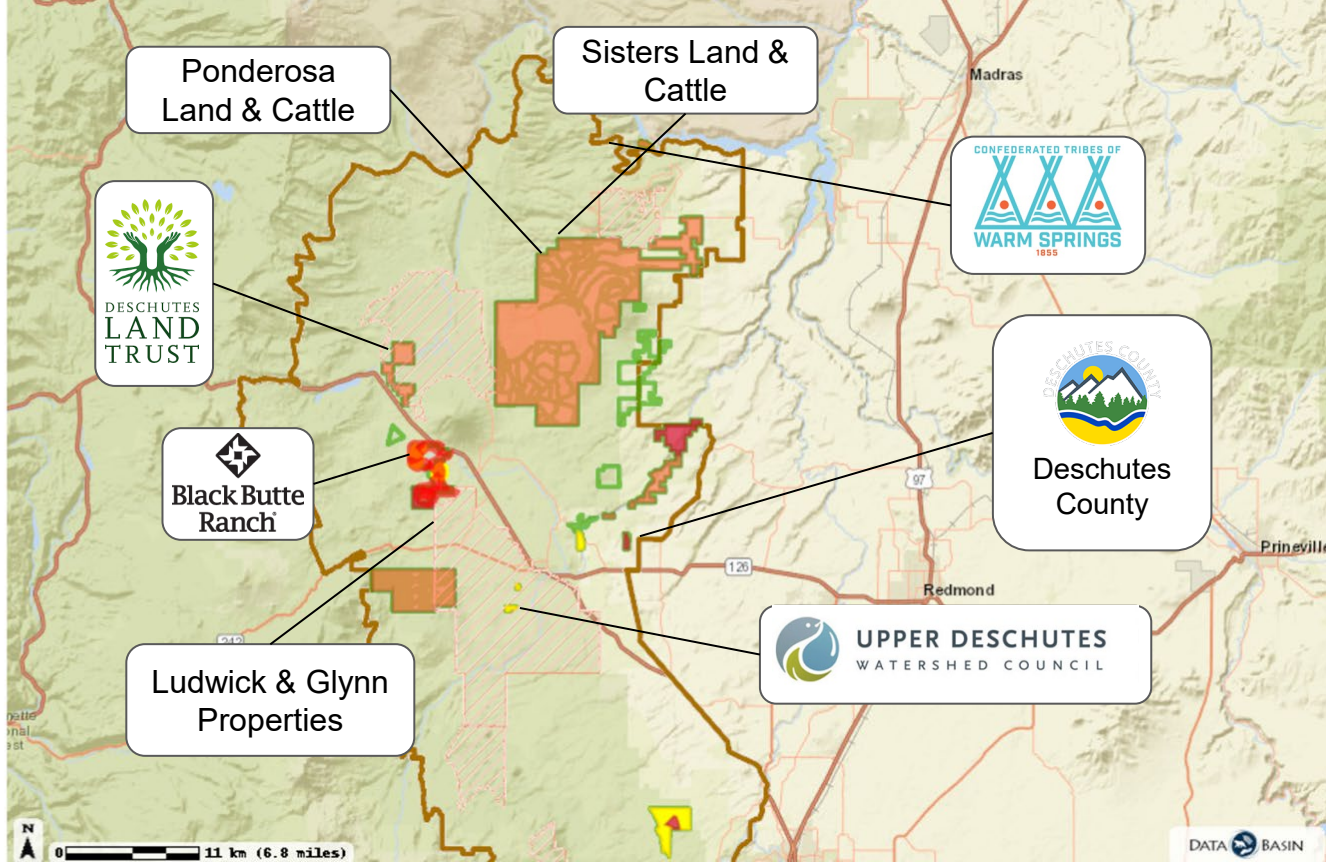 Ponderosa
Land & Cattle
Sisters Land &
Cattle
Madras
CONFEDERATED TRIBES OF
WARM SPRINGS
1855
DESCHUTES
LAND
TRUST
DESCHUTES COUNTY
Deschutes
County
Black Butte
Ranch
97
Prineville
126
Redmond
242
UPPER DESCHUTES
WATERSHED COUNCIL
Ludwick & Glynn
Properties
N
0 11 km (6.8 miles)
DATA BASIN